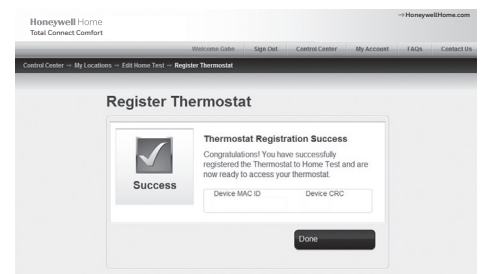 →HoneywellHome.com
Honeywell Home
Total Connect Comfort
Welcome Gabe Sign Out Control Center My Account FAQs Contact Us
Control Center → My Locations → Edit Home Test → Register Thermostat
Register Thermostat
Thermostat Registration Success
Congratulations! You have successfully
registered the Thermostat to Home Test and are
now ready to access your thermostat.
Success
Device MAC ID Device CRC
Done